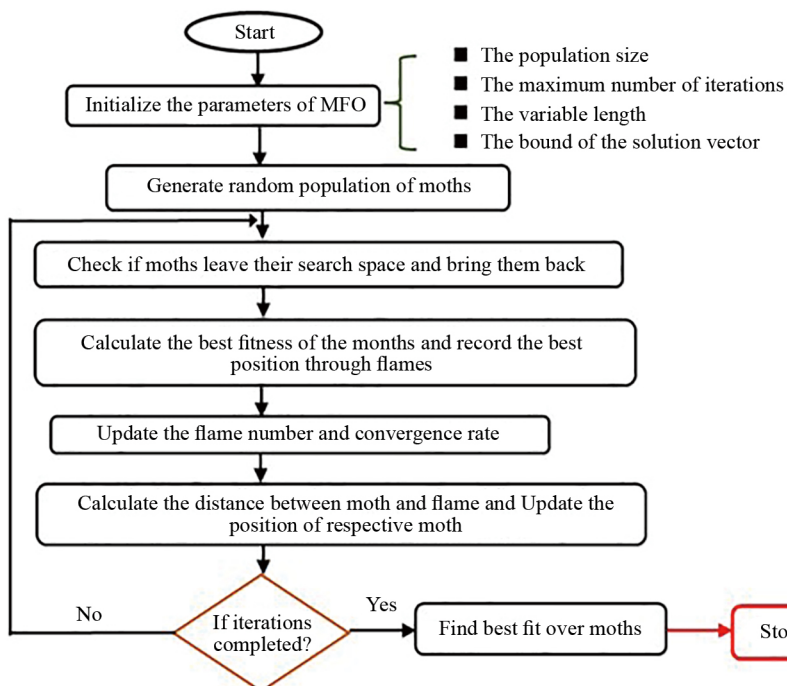 Start
Initialize the parameters of MFO
■ The population size
■ The maximum number of iterations
■ The variable length
■ The bound of the solution vector
Generate random population of moths
Check if moths leave their search space and bring them back
Calculate the best fitness of the months and record the best
position through flames
Update the flame number and convergence rate
Calculate the distance between moth and flame and Update the
position of respective moth
If iterations
completed?
No
Yes
Find best fit over moths
Sto